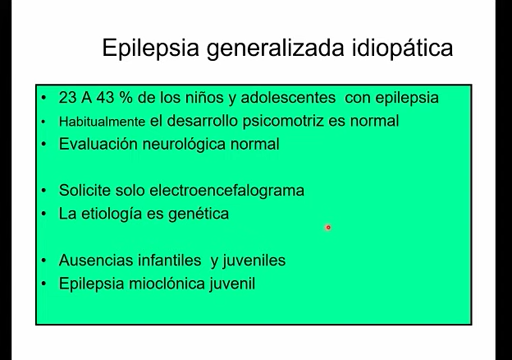 Epilepsia generalizada idiopática
• 23 A 43 % de los niños y adolescentes con epilepsia
• Habitualmente el desarrollo psicomotriz es normal
• Evaluación neurológica normal
• Solicite solo electroencefalograma
• La etiología es genética
• Ausencias infantiles y juveniles
• Epilepsia mioclónica juvenil